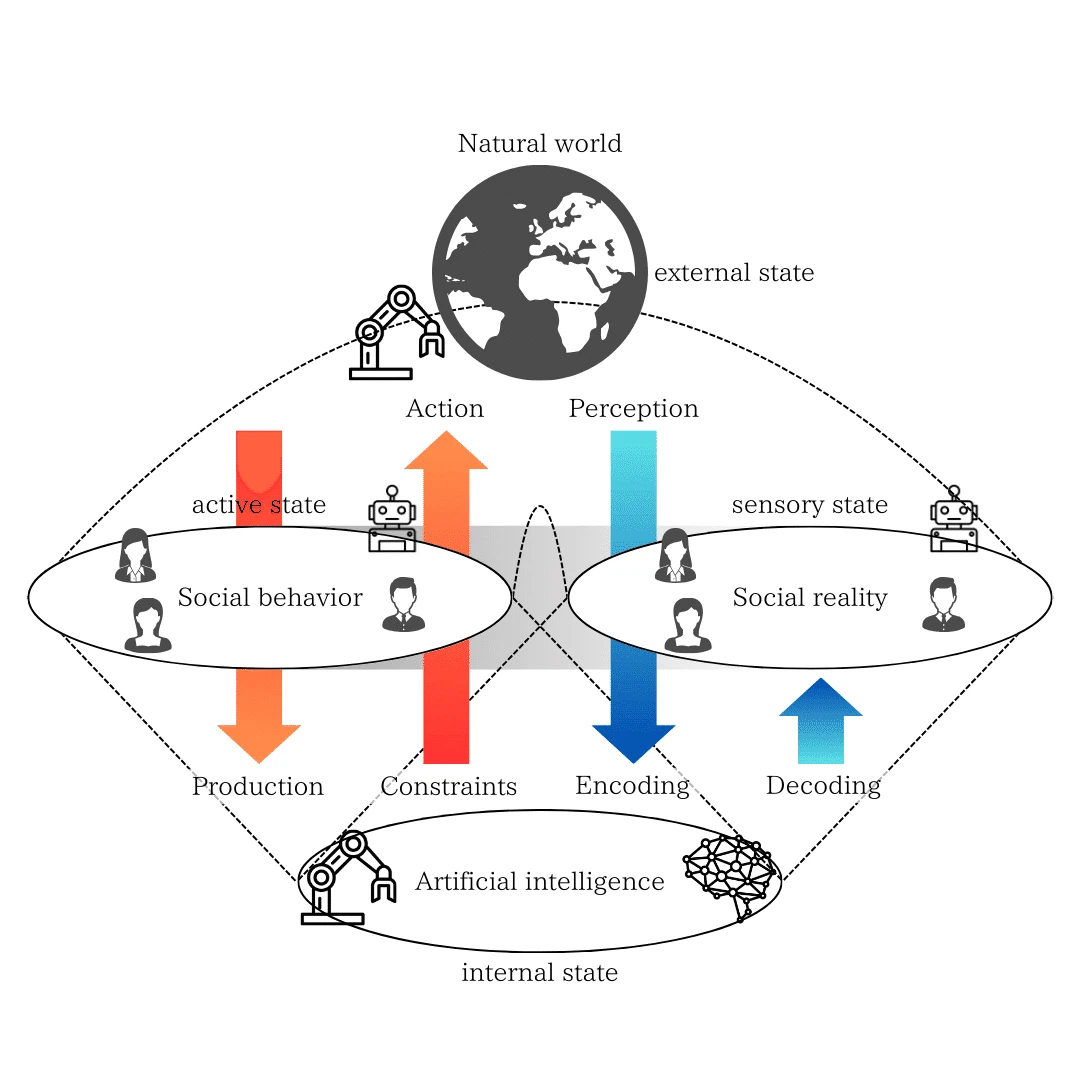 Natural world
external state
Action
Perception
active state
sensory state
Social behavior
Social reality
Production
Constraints
Encoding
Decoding
Artificial intelligence
internal state